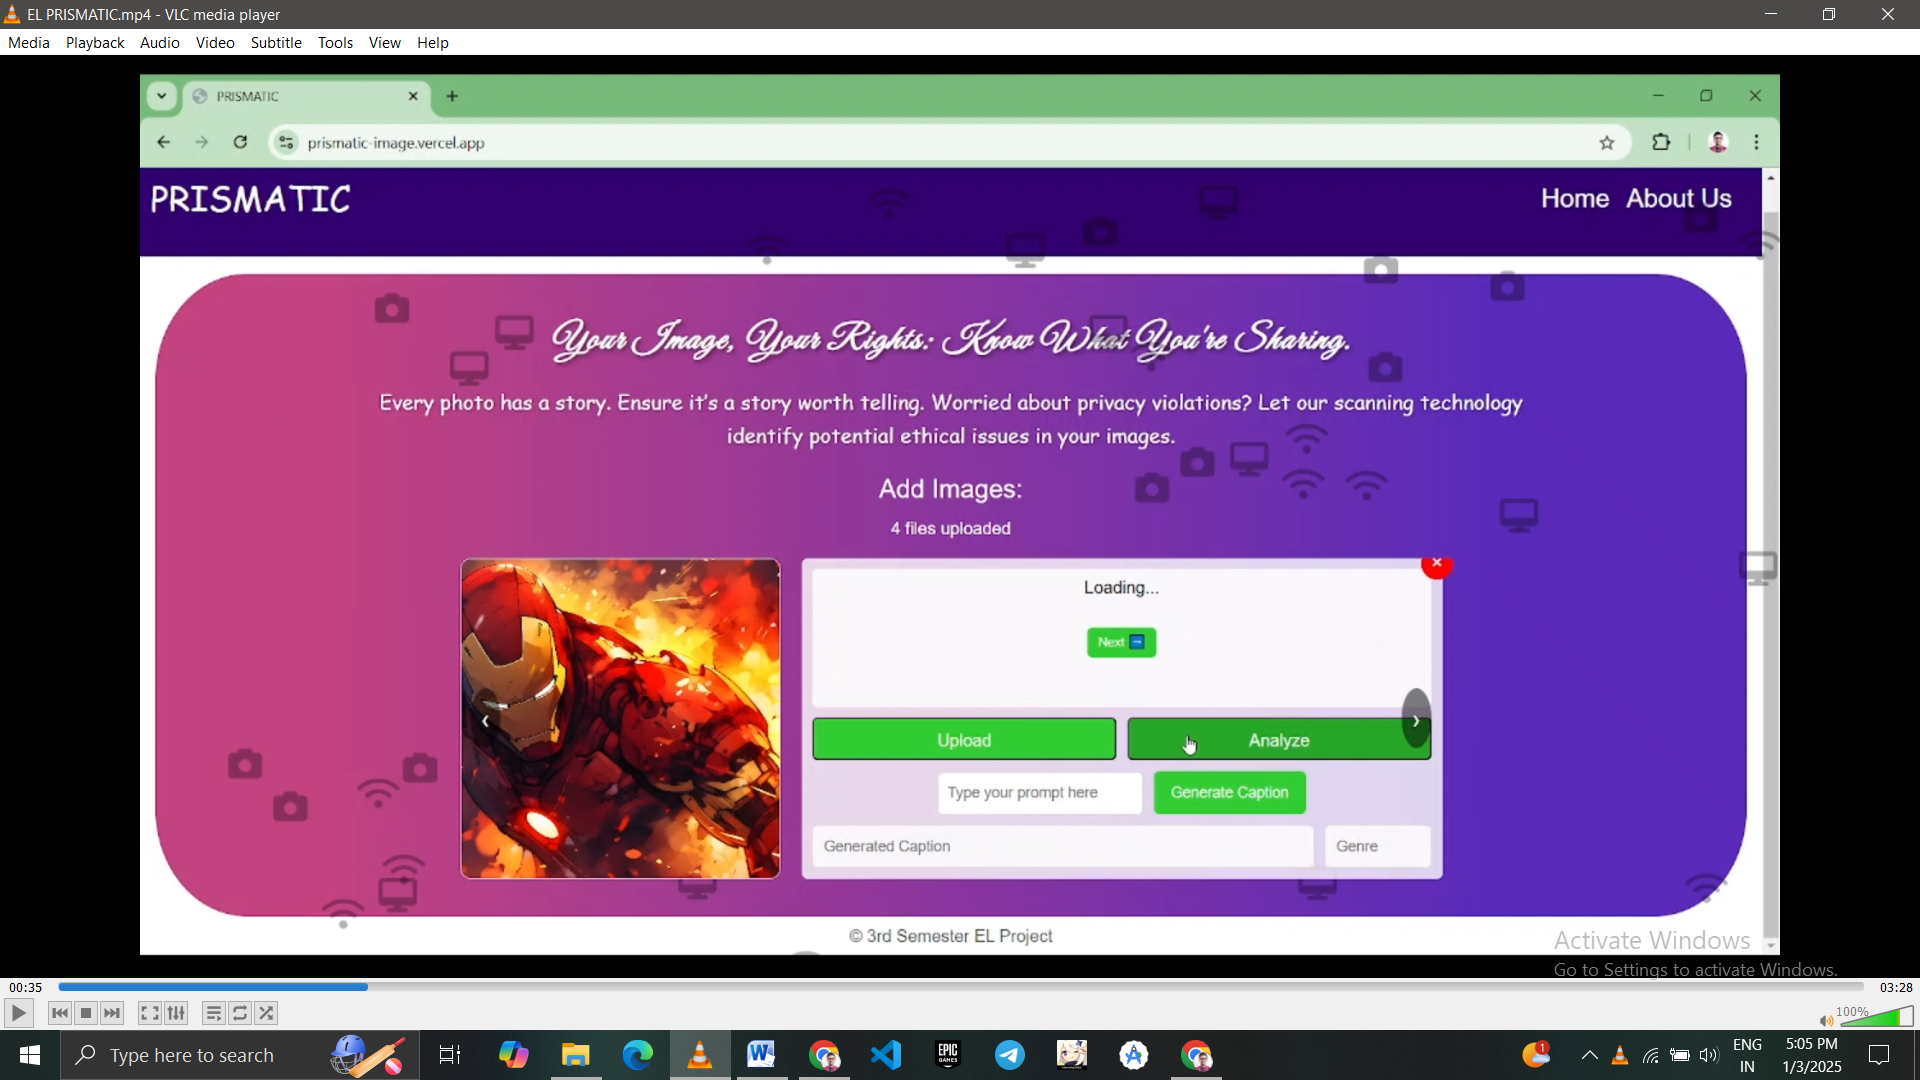 EL PRISMATIC.mp4 - VLC media player
Media Playback Audio Video Subtitle Tools View Help
PRISMATIC
prismatic-image.vercel.app
PRISMATIC
Home About Us
Your Image, Your Rights: Know What You're Sharing.
Every photo has a story. Ensure it's a story worth telling. Worried about privacy violations? Let our scanning technology
identify potential ethical issues in your images.
Add Images:
4 files uploaded
Loading...
Next
Upload Analyze
Type your prompt here Generate Caption
Generated Caption Genre
© 3rd Semester EL Project
Activate Windows
Go to Settings to activate Windows.
00:35 03:28
100%
Type here to search
EPIC GAMES
1
ENG
IN
5:05 PM
1/3/2025